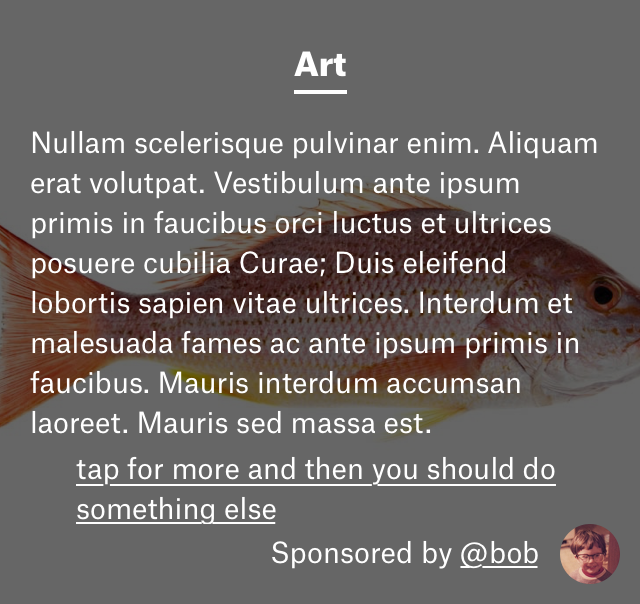 Art
Nullam scelerisque pulvinar enim. Aliquam
erat volutpat. Vestibulum ante ipsum
primis in faucibus orci luctus et ultrices
posuere cubilia Curae; Duis eleifend
lobortis sapien vitae ultrices. Interdum et
malesuada fames ac ante ipsum primis in
faucibus. Mauris interdum accumsan
laoreet. Mauris sed massa est.
tap for more and then you should do
something else
Sponsored by @bob